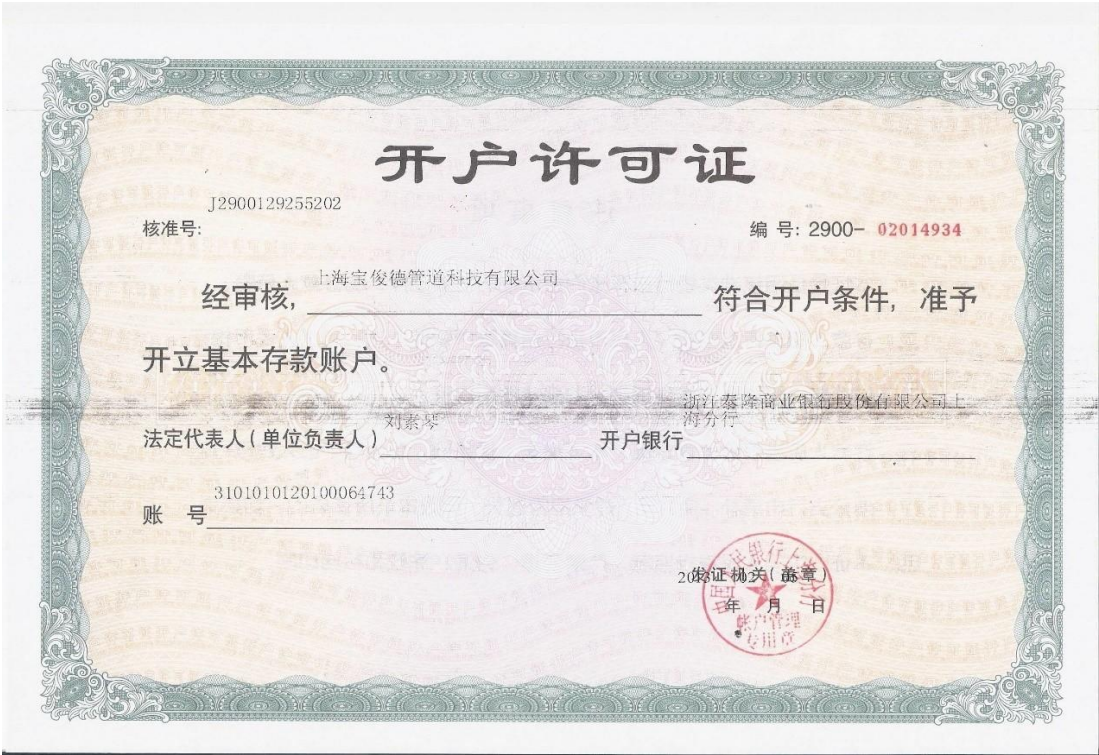 开户许可证
J2900129255202
核准号:
编 号: 2900- 02014934
上海宝俊德管道科技有限公司
经审核, 符合开户条件, 准予
开立基本存款账户。
浙江泰隆商业银行股份有限公司上
海分行
刘素琴
法定代表人(单位负责人) 开户银行
3101010120100064743
账 号
发证机关(盖章)
年 月 日
帐户管理
专用章